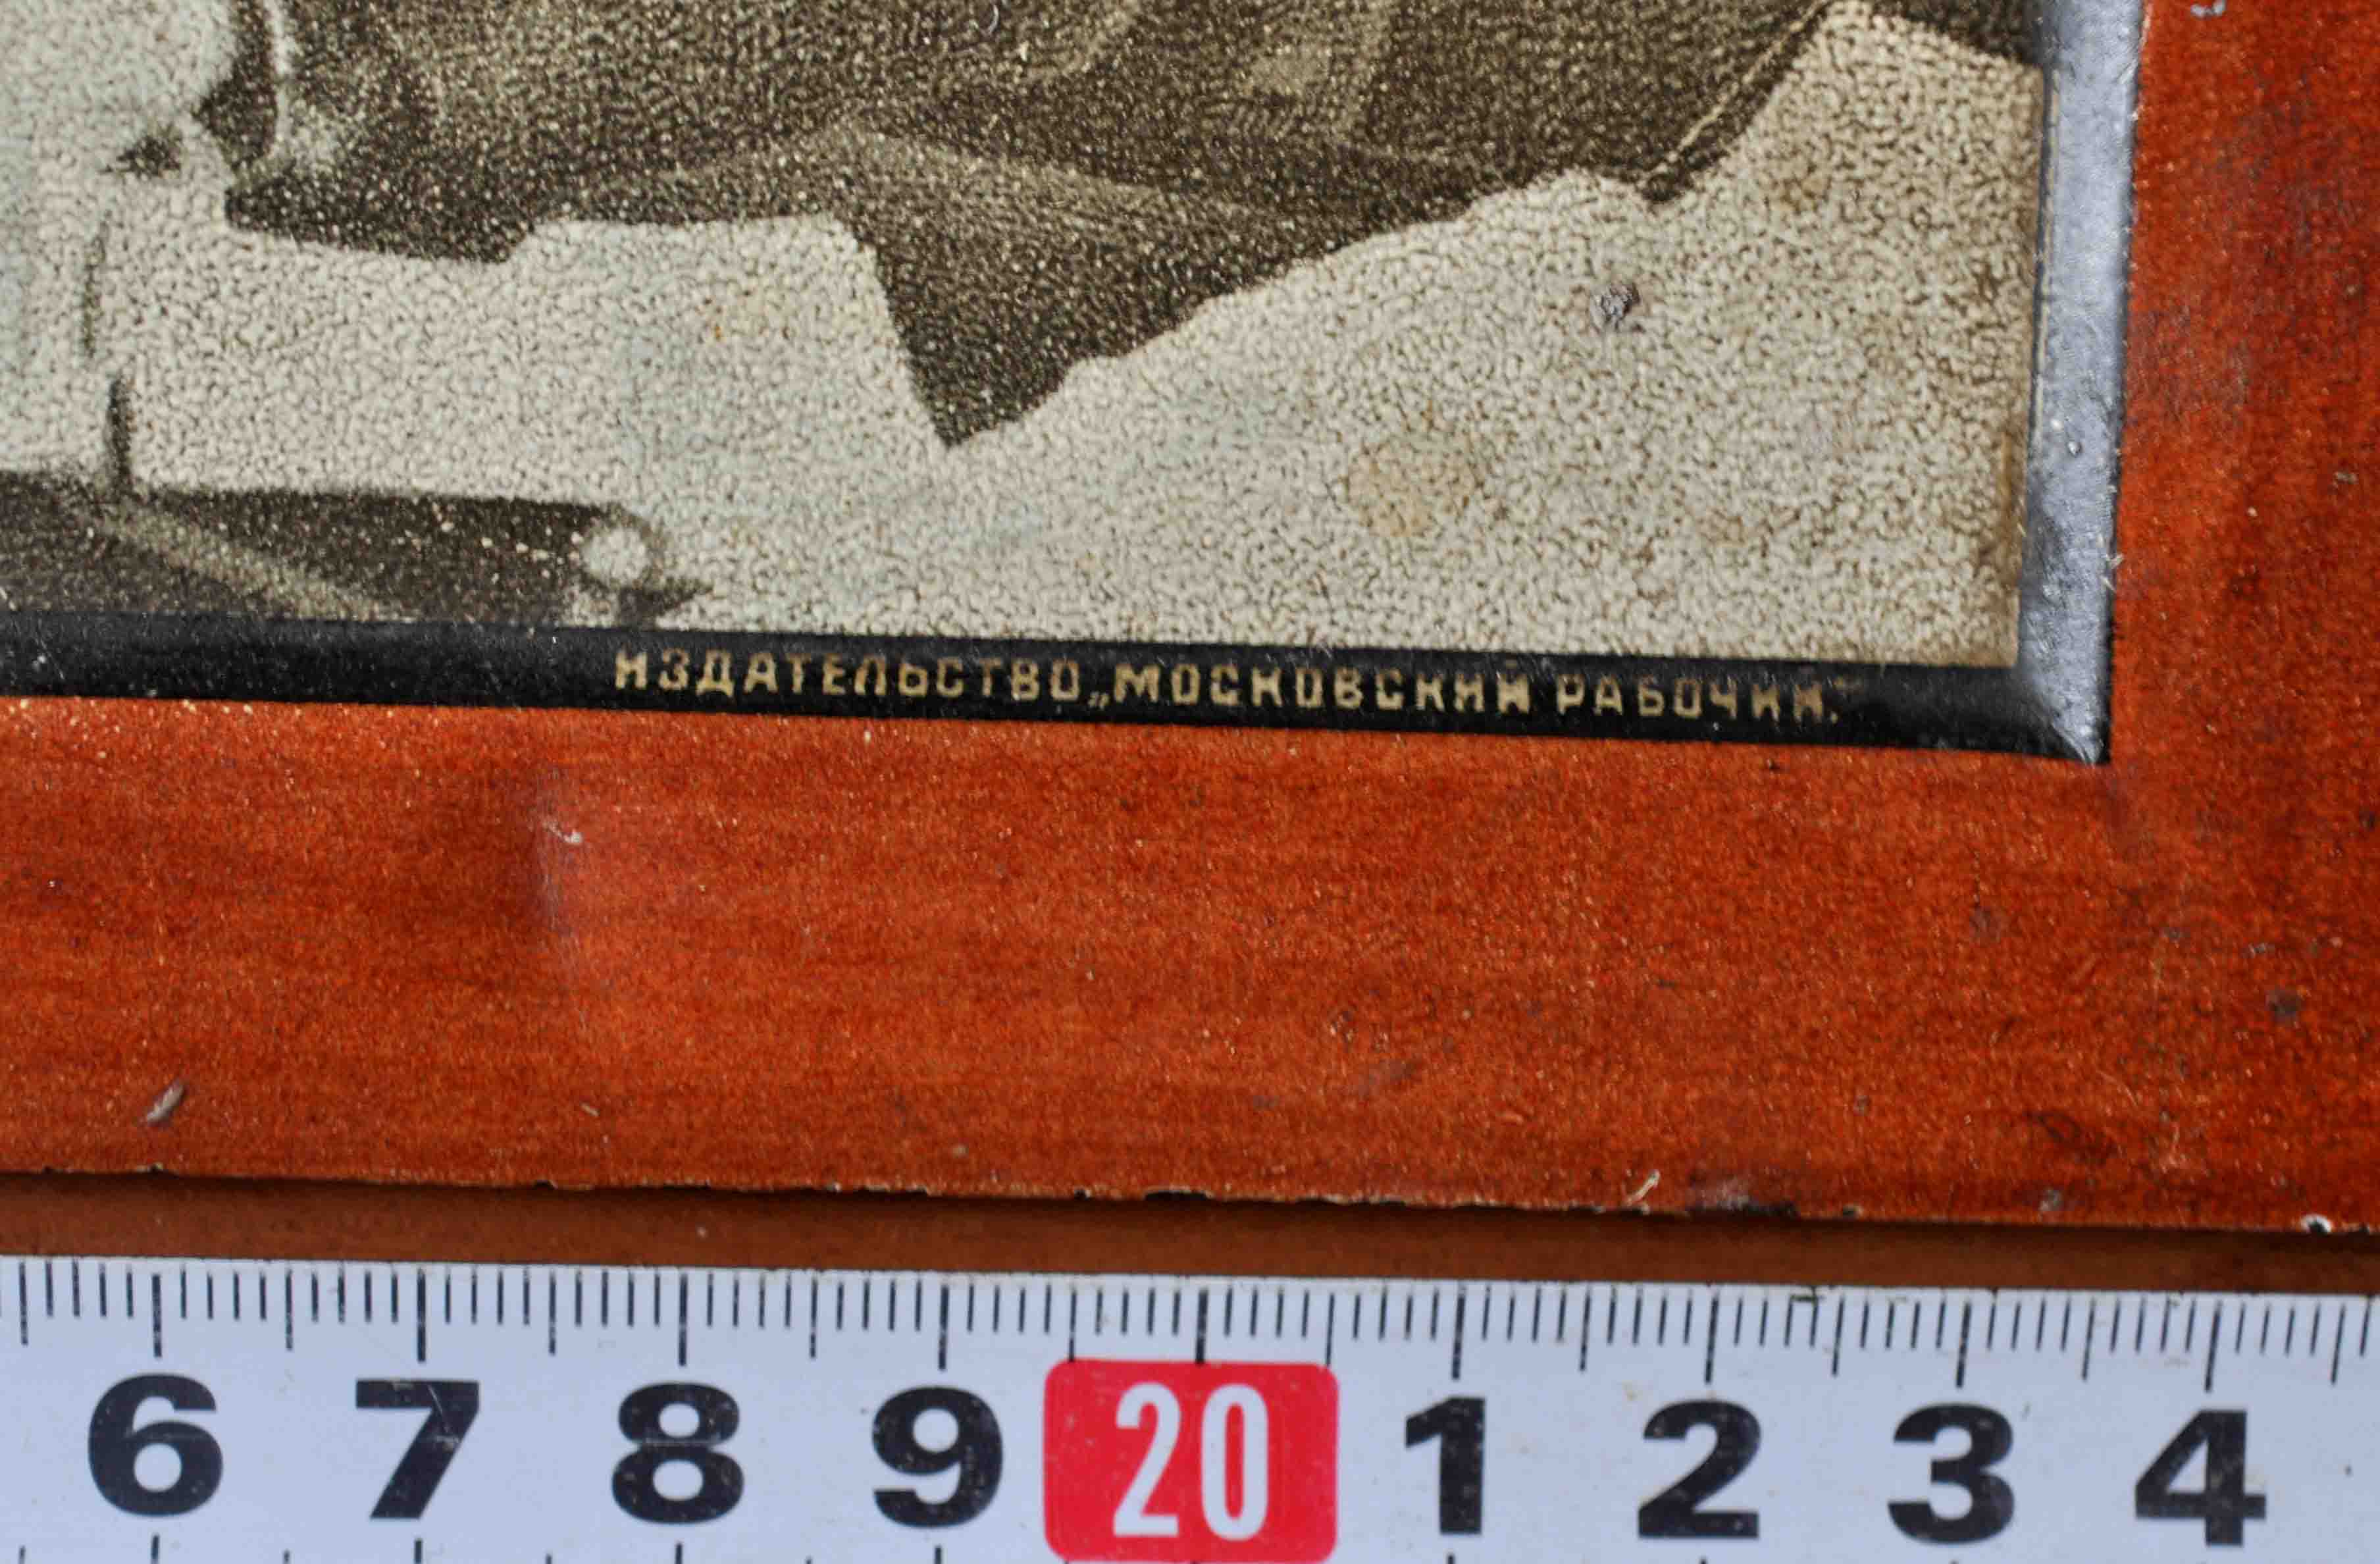 ИЗДАТЕЛЬСТВО „МОСКОВСКИЙ РАБОЧИЙ."
6 7 8 9 20 1 2 3 4